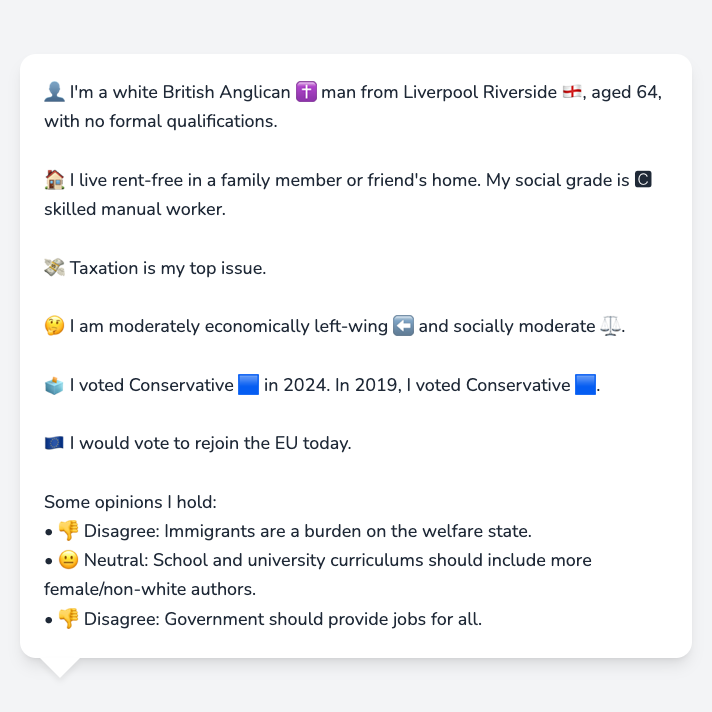 👤 I'm a white British Anglican ✝️ man from Liverpool Riverside 🏴󠁧󠁢󠁥󠁮󠁧󠁿, aged 64,
with no formal qualifications.
🏠 I live rent-free in a family member or friend's home. My social grade is 🅲
skilled manual worker.
💸 Taxation is my top issue.
🤔 I am moderately economically left-wing ⬅️ and socially moderate ⚖️.
🗳️ I voted Conservative 🟦 in 2024. In 2019, I voted Conservative 🟦.
🇪🇺 I would vote to rejoin the EU today.
Some opinions I hold:
• 👎 Disagree: Immigrants are a burden on the welfare state.
• 😐 Neutral: School and university curriculums should include more
female/non-white authors.
• 👎 Disagree: Government should provide jobs for all.